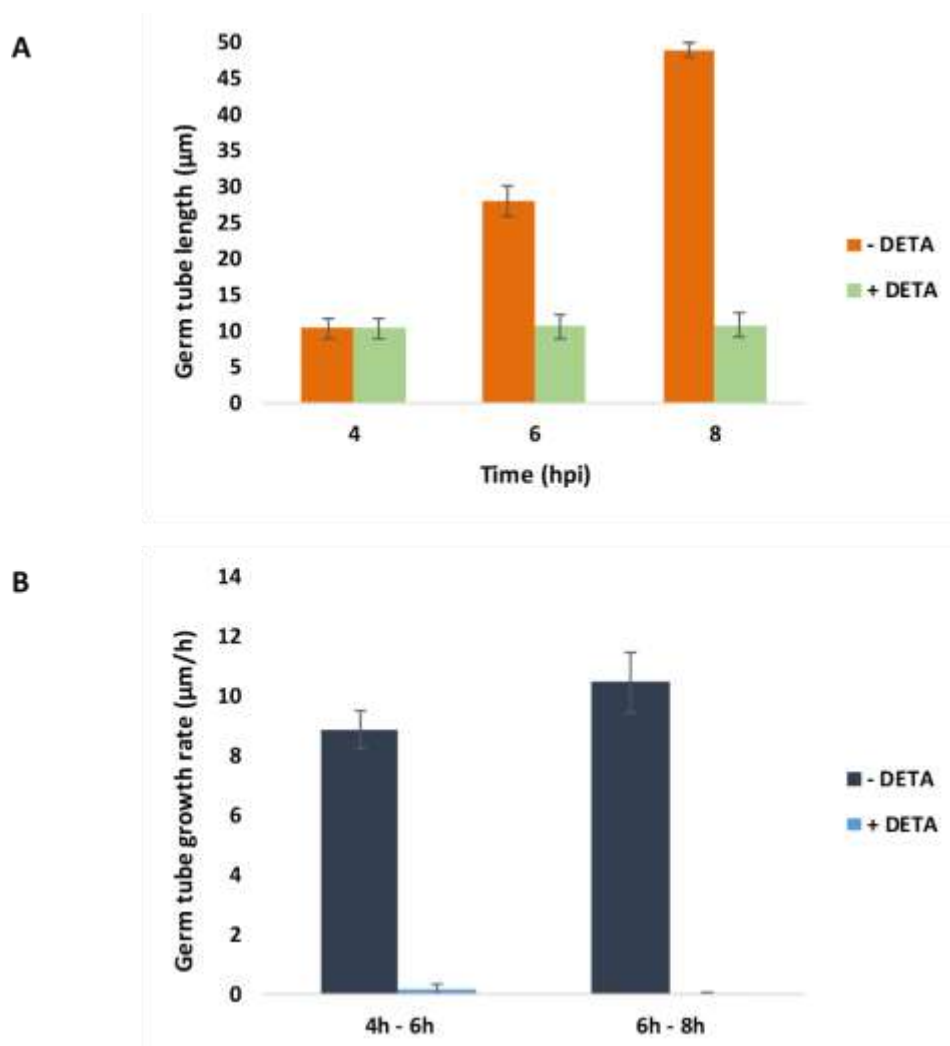 A
50
45
40
35
30
25
20
15
10
5
0
Germ tube length (µm)
4 6 8
Time (hpi)
- DETA
+ DETA
B
14
12
10
8
6
4
2
0
Germ tube growth rate (µm/h)
4h - 6h 6h - 8h
- DETA
+ DETA